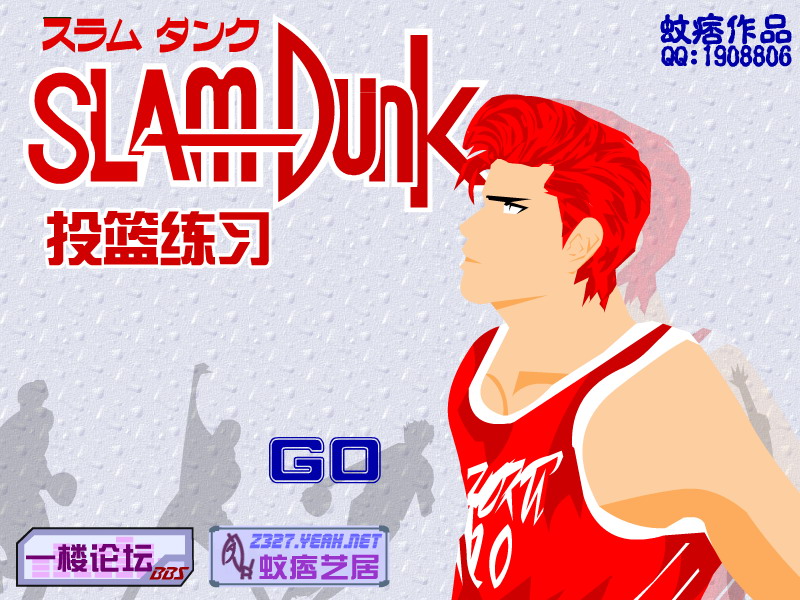 スラム ダンク
SLAM DUNK
投篮练习
蚊痞作品
QQ:1908806
GO
一楼论坛
BBS
Z327.YEAH.NET
蚊痞艺居